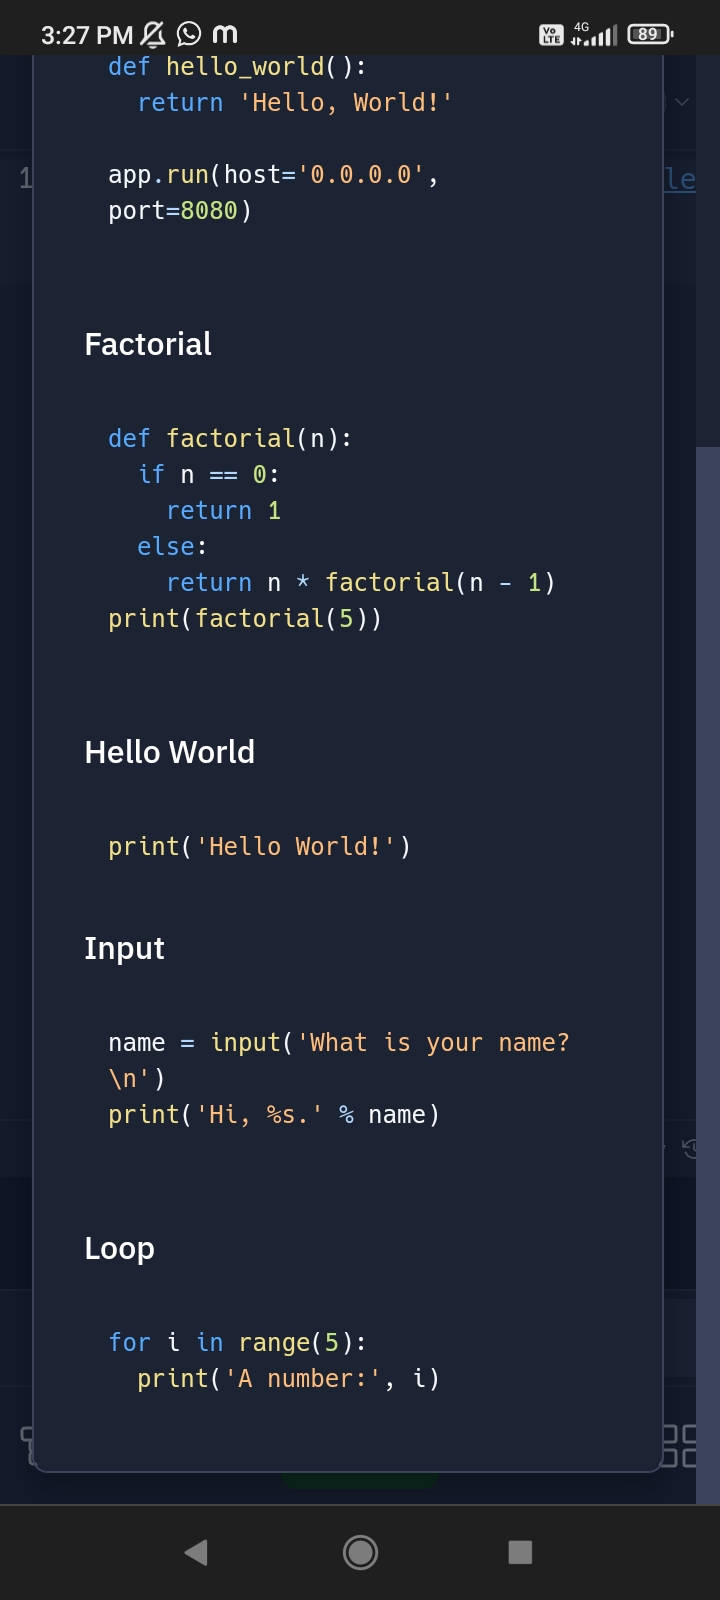 3:27 PM
Vo
LTE
4G
89
def hello_world():
  return 'Hello, World!'
app.run(host='0.0.0.0',
port=8080)
1
le
Factorial
def factorial(n):
  if n == 0:
    return 1
  else:
    return n * factorial(n - 1)
print(factorial(5))
Hello World
print('Hello World!')
Input
name = input('What is your name?
\n')
print('Hi, %s.' % name)
Loop
for i in range(5):
  print('A number:', i)